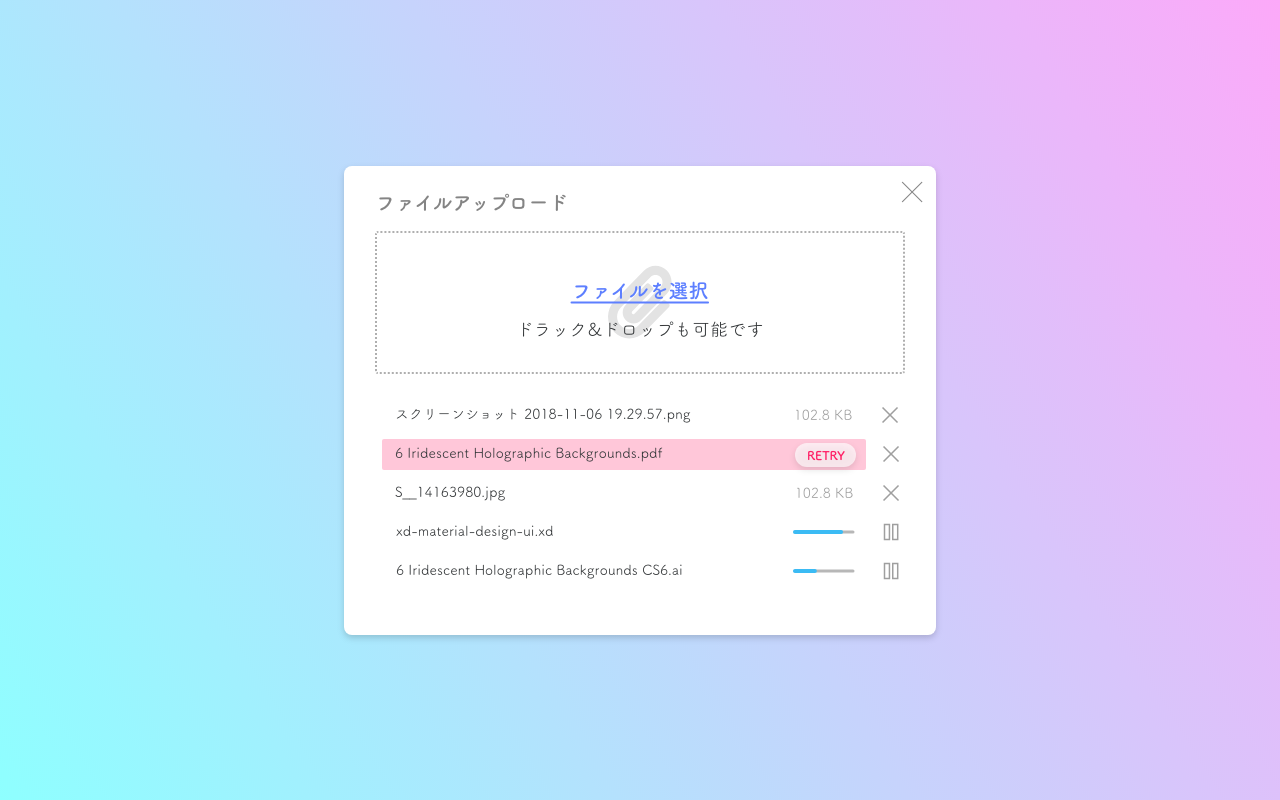 ファイルアップロード
ファイルを選択
ドラック&ドロップも可能です
スクリーンショット 2018-11-06 19.29.57.png 102.8 KB
6 Iridescent Holographic Backgrounds.pdf RETRY
S__14163980.jpg 102.8 KB
xd-material-design-ui.xd
6 Iridescent Holographic Backgrounds CS6.ai